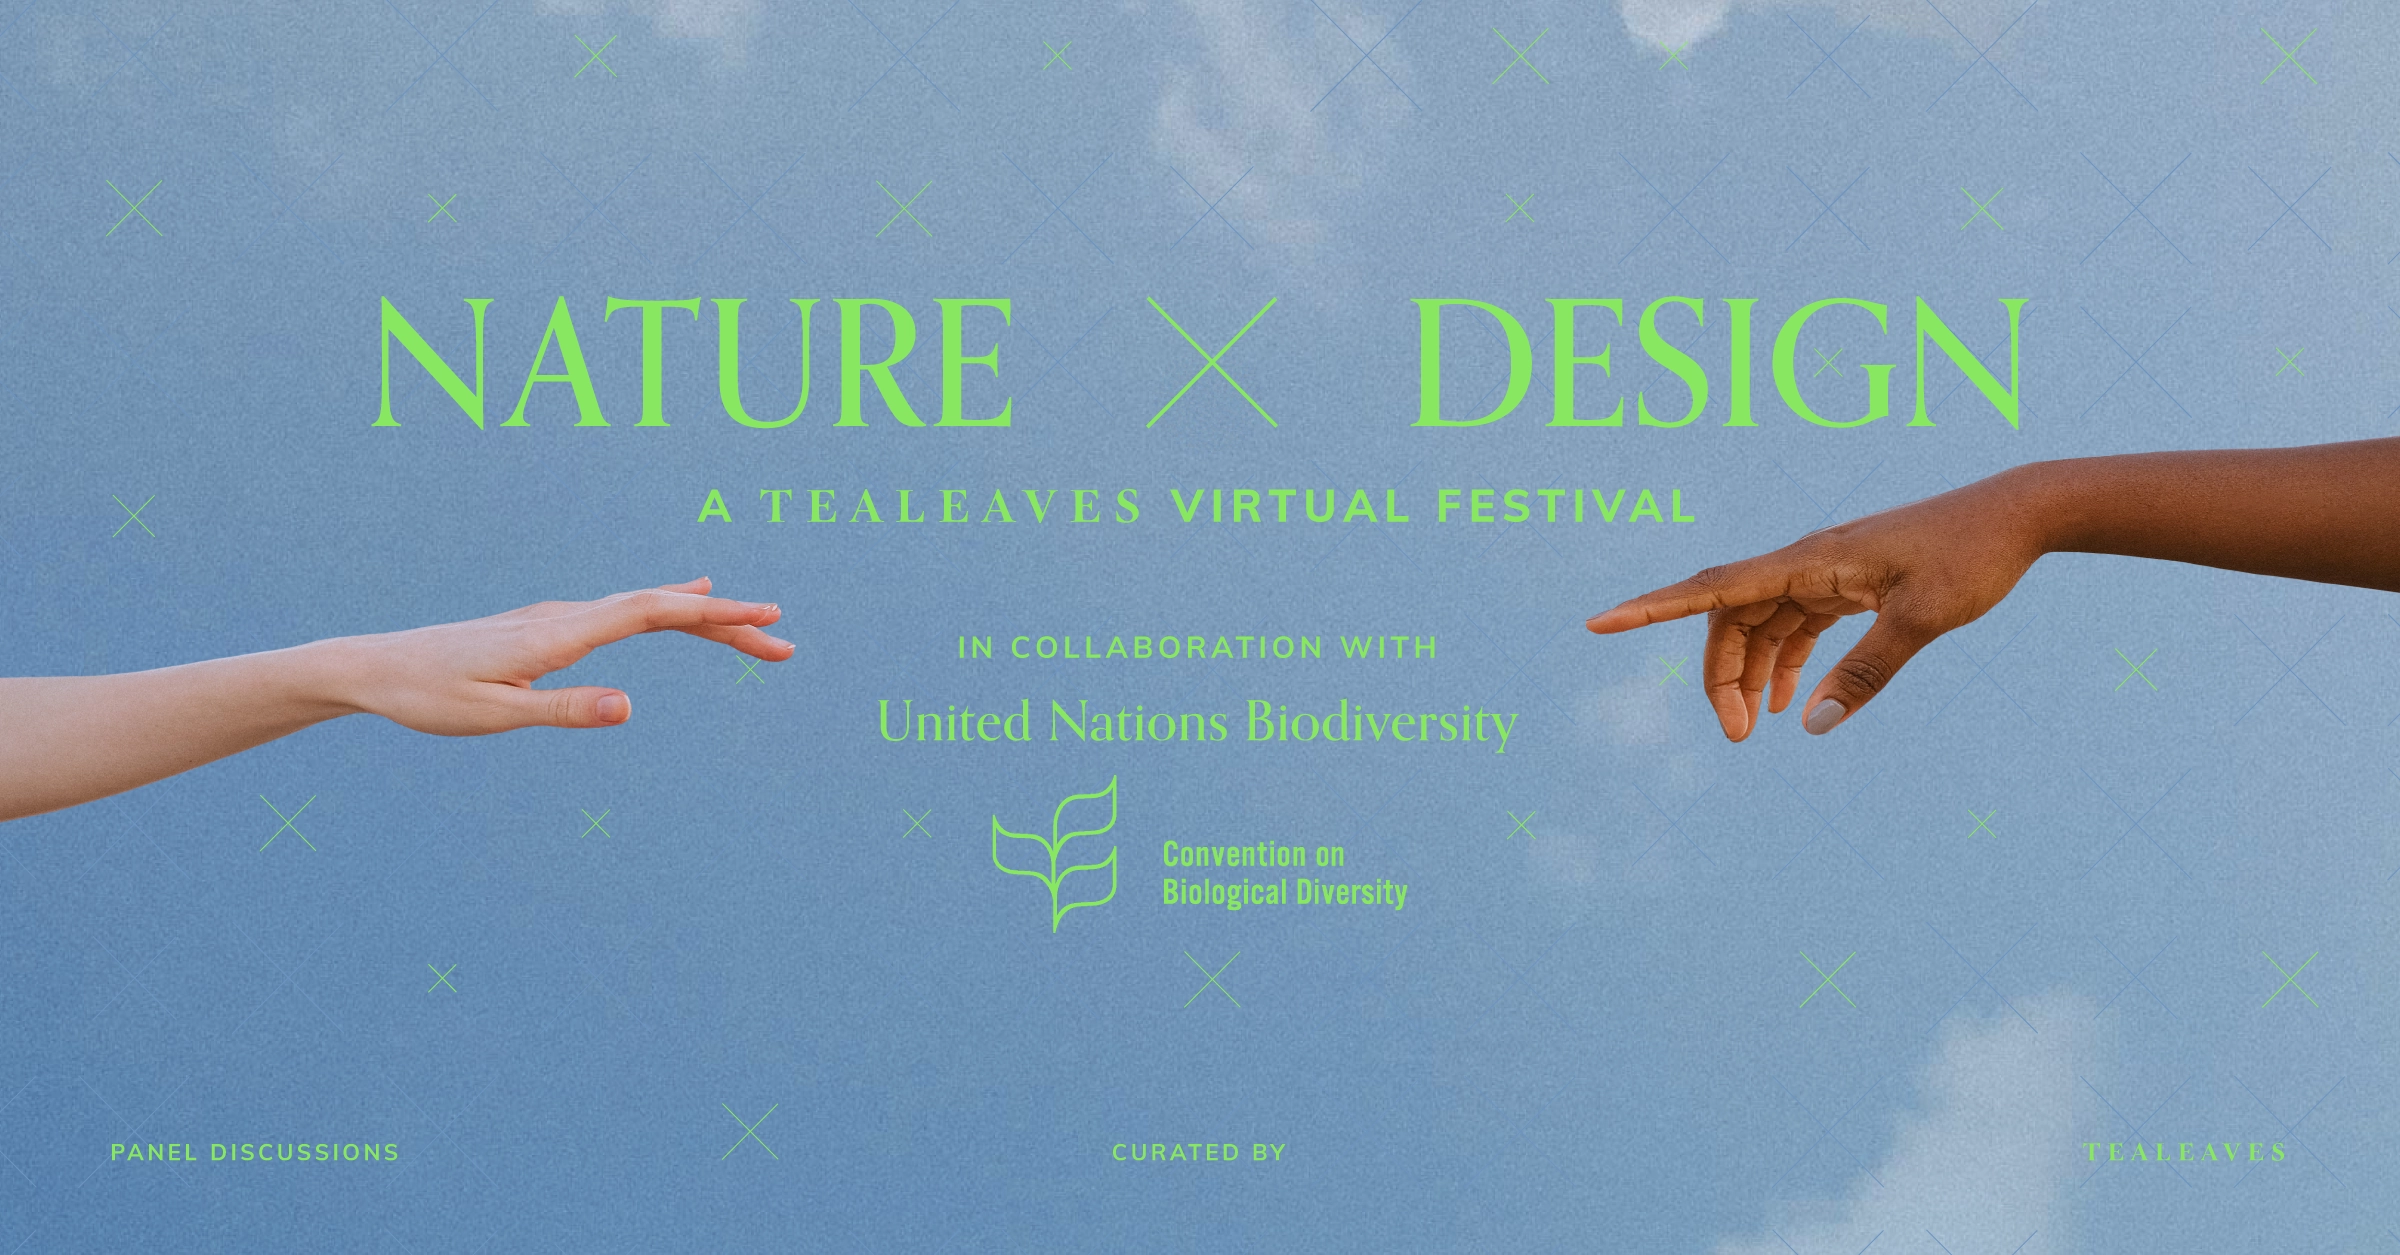 NATURE × DESIGN
A TEALEAVES VIRTUAL FESTIVAL
IN COLLABORATION WITH
United Nations Biodiversity
Convention on
Biological Diversity
PANEL DISCUSSIONS
CURATED BY
TEALEAVES